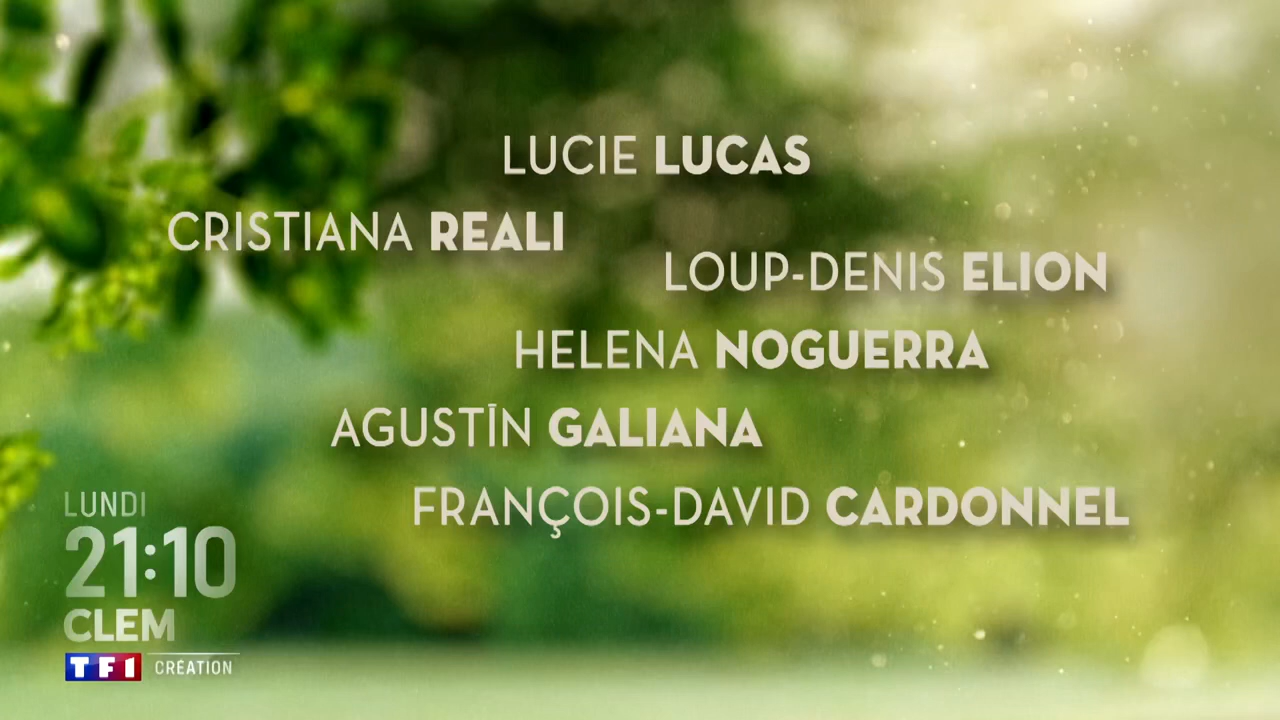 LUCIE LUCAS
CRISTIANA REALI
LOUP-DENIS ELION
HELENA NOGUERRA
AGUSTĪN GALIANA
FRANÇOIS-DAVID CARDONNEL
LUNDI
21:10
CLEM
TF1 CRÉATION